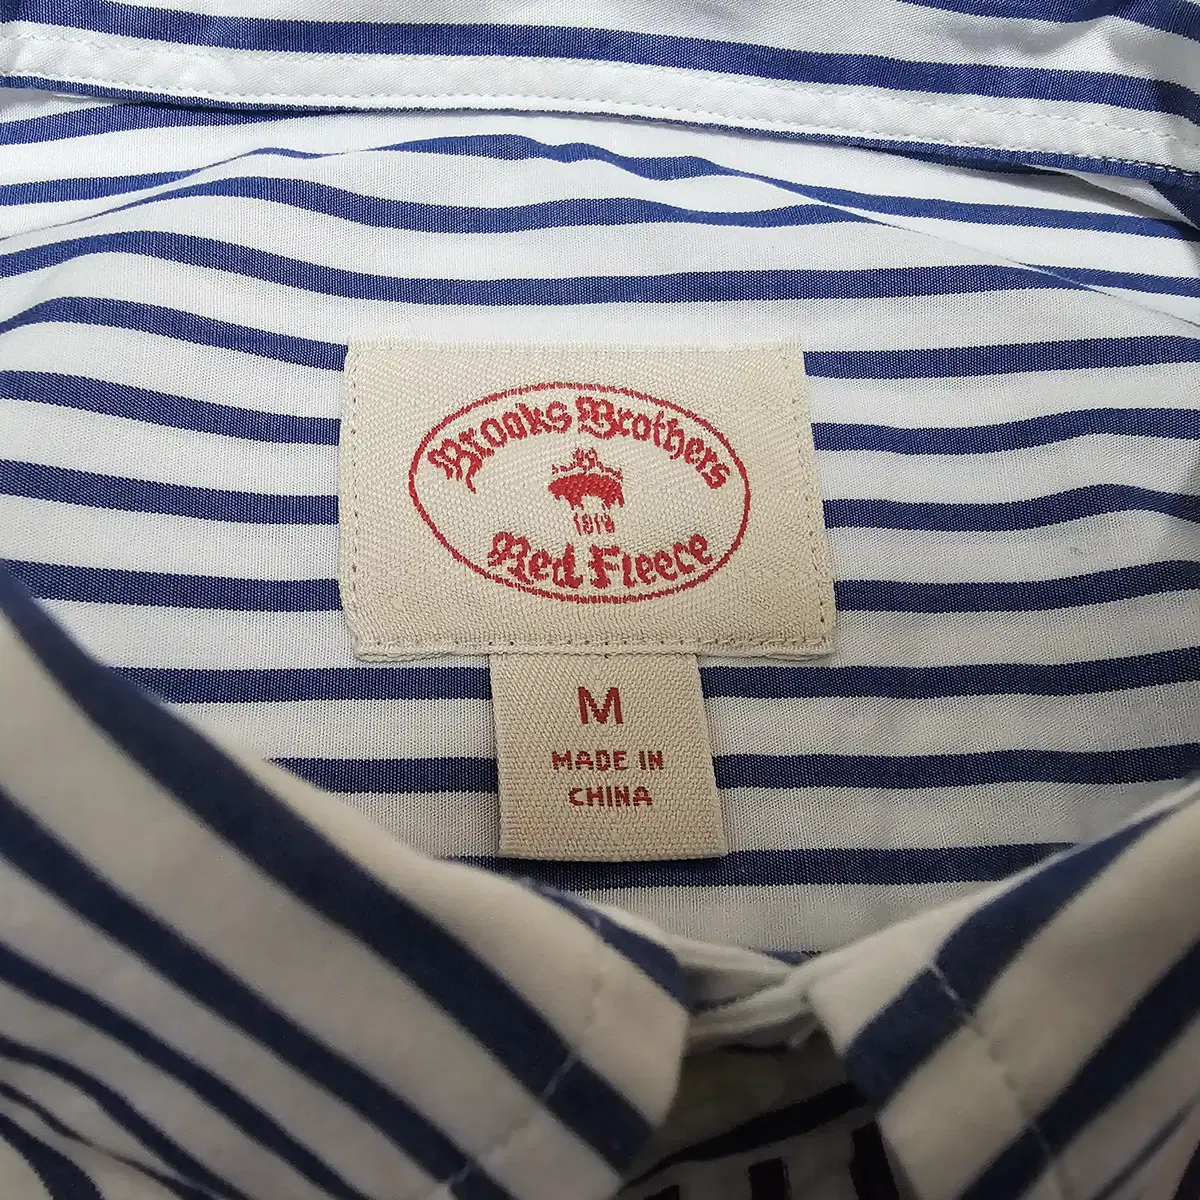 Brooks Brothers
1818
Red Fleece
M
MADE IN
CHINA